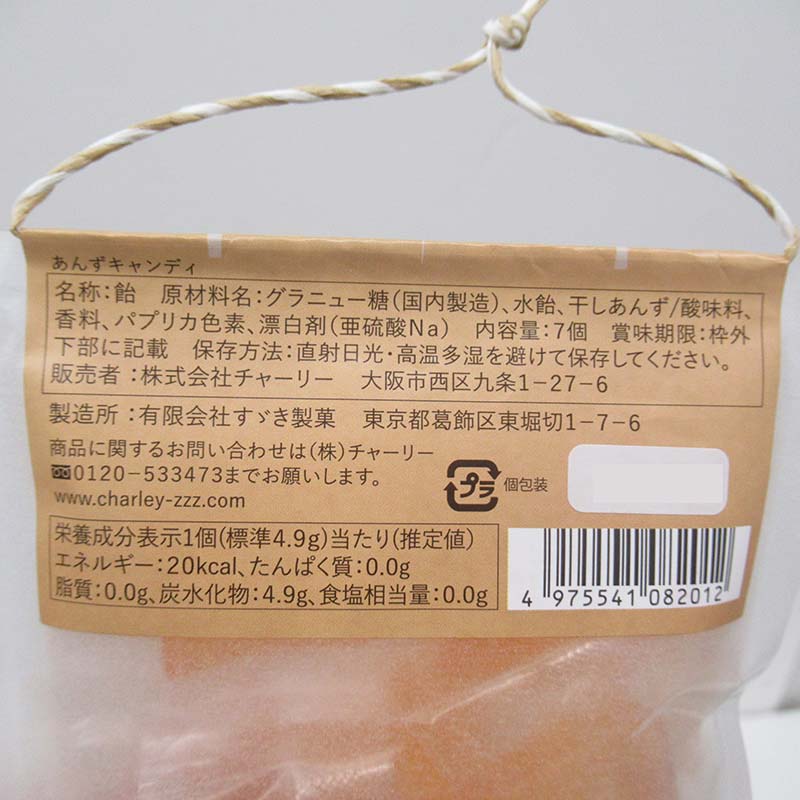 あんずキャンディ
名称:飴 原材料名:グラニュー糖(国内製造)、水飴、干しあんず/酸味料、
香料、パプリカ色素、漂白剤(亜硫酸Na) 内容量:7個 賞味期限:枠外
下部に記載 保存方法:直射日光・高温多湿を避けて保存してください。
販売者:株式会社チャーリー 大阪市西区九条1-27-6
製造所:有限会社すゞき製菓 東京都葛飾区東堀切1-7-6
商品に関するお問い合わせは(株)チャーリー
0120-533473までお願いします。
www.charley-zzz.com
プラ 個包装
栄養成分表示1個(標準4.9g)当たり(推定値)
エネルギー:20kcal、たんぱく質:0.0g
脂質:0.0g、炭水化物:4.9g、食塩相当量:0.0g
4 975541 082012